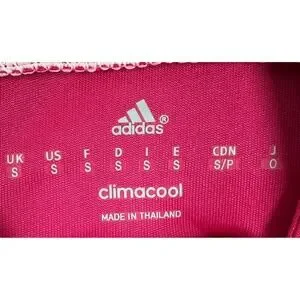 adidas®
UK US F D I E CDN J
S S S S S S S/P O
climacool
MADE IN THAILAND